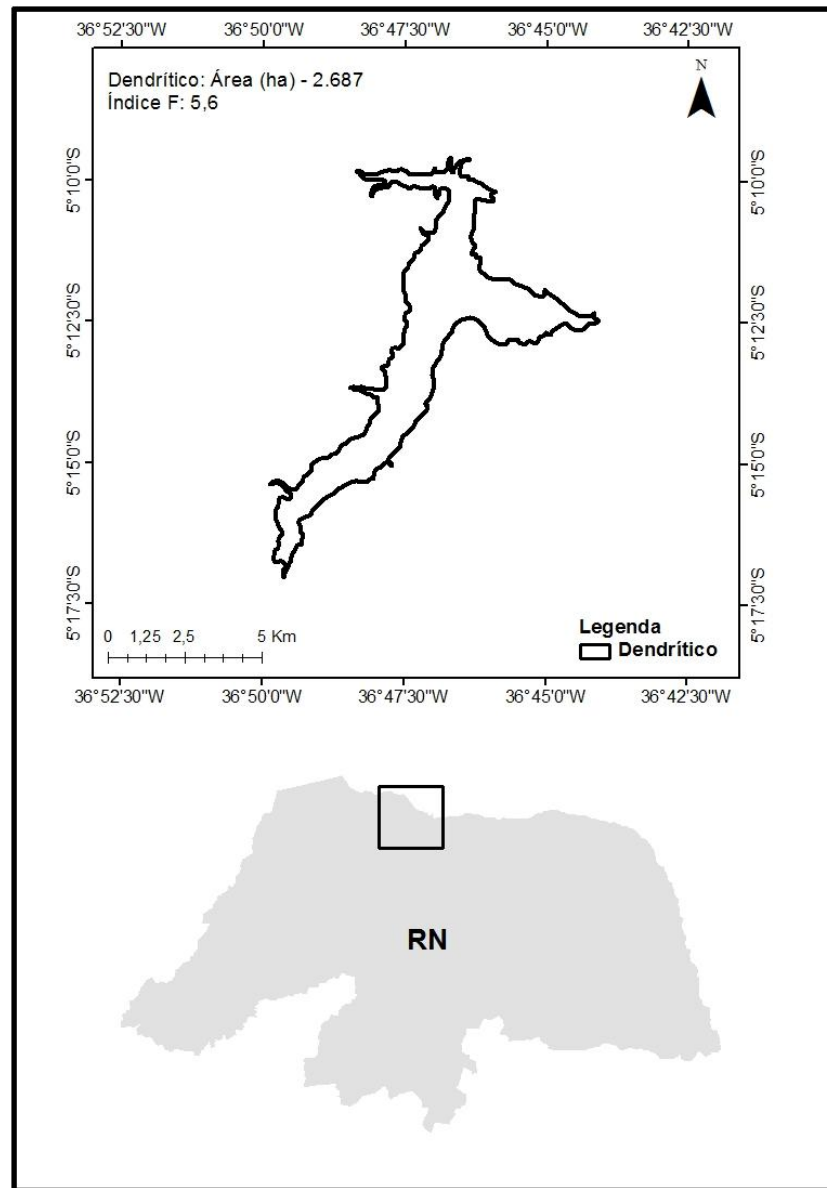 36°52'30"W 36°50'0"W 36°47'30"W 36°45'0"W 36°42'30"W
Dendrítico: Área (ha) - 2.687
Índice F: 5,6
N
5°10'0"S 5°10'0"S
5°12'30"S 5°12'30"S
5°15'0"S 5°15'0"S
5°17'30"S 5°17'30"S
0 1,25 2,5 5 Km
Legenda
Dendrítico
36°52'30"W 36°50'0"W 36°47'30"W 36°45'0"W 36°42'30"W
RN